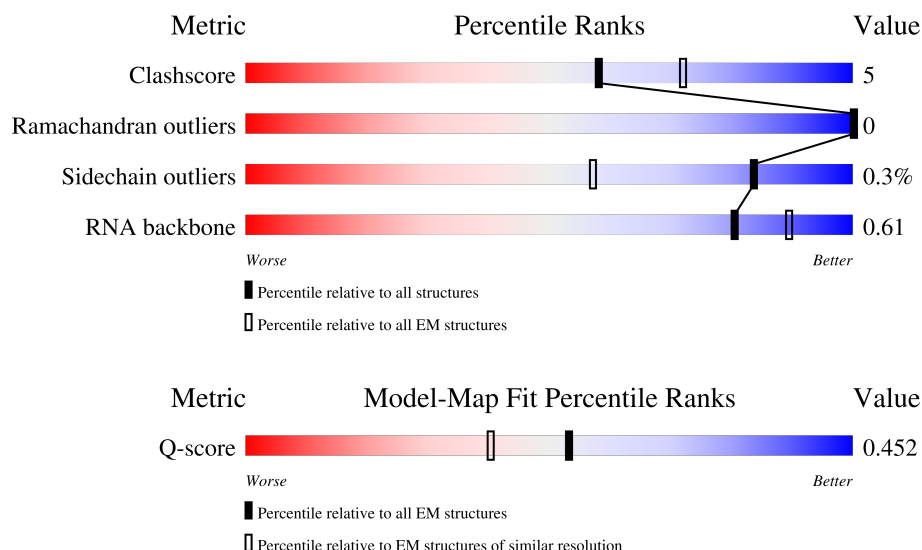 Metric Percentile Ranks Value
Clashscore 5
Ramachandran outliers 0
Sidechain outliers 0.3%
RNA backbone 0.61
Worse Better
Percentile relative to all structures
Percentile relative to all EM structures
Metric Model-Map Fit Percentile Ranks Value
Q-score 0.452
Worse Better
Percentile relative to all EM structures
Percentile relative to EM structures of similar resolution